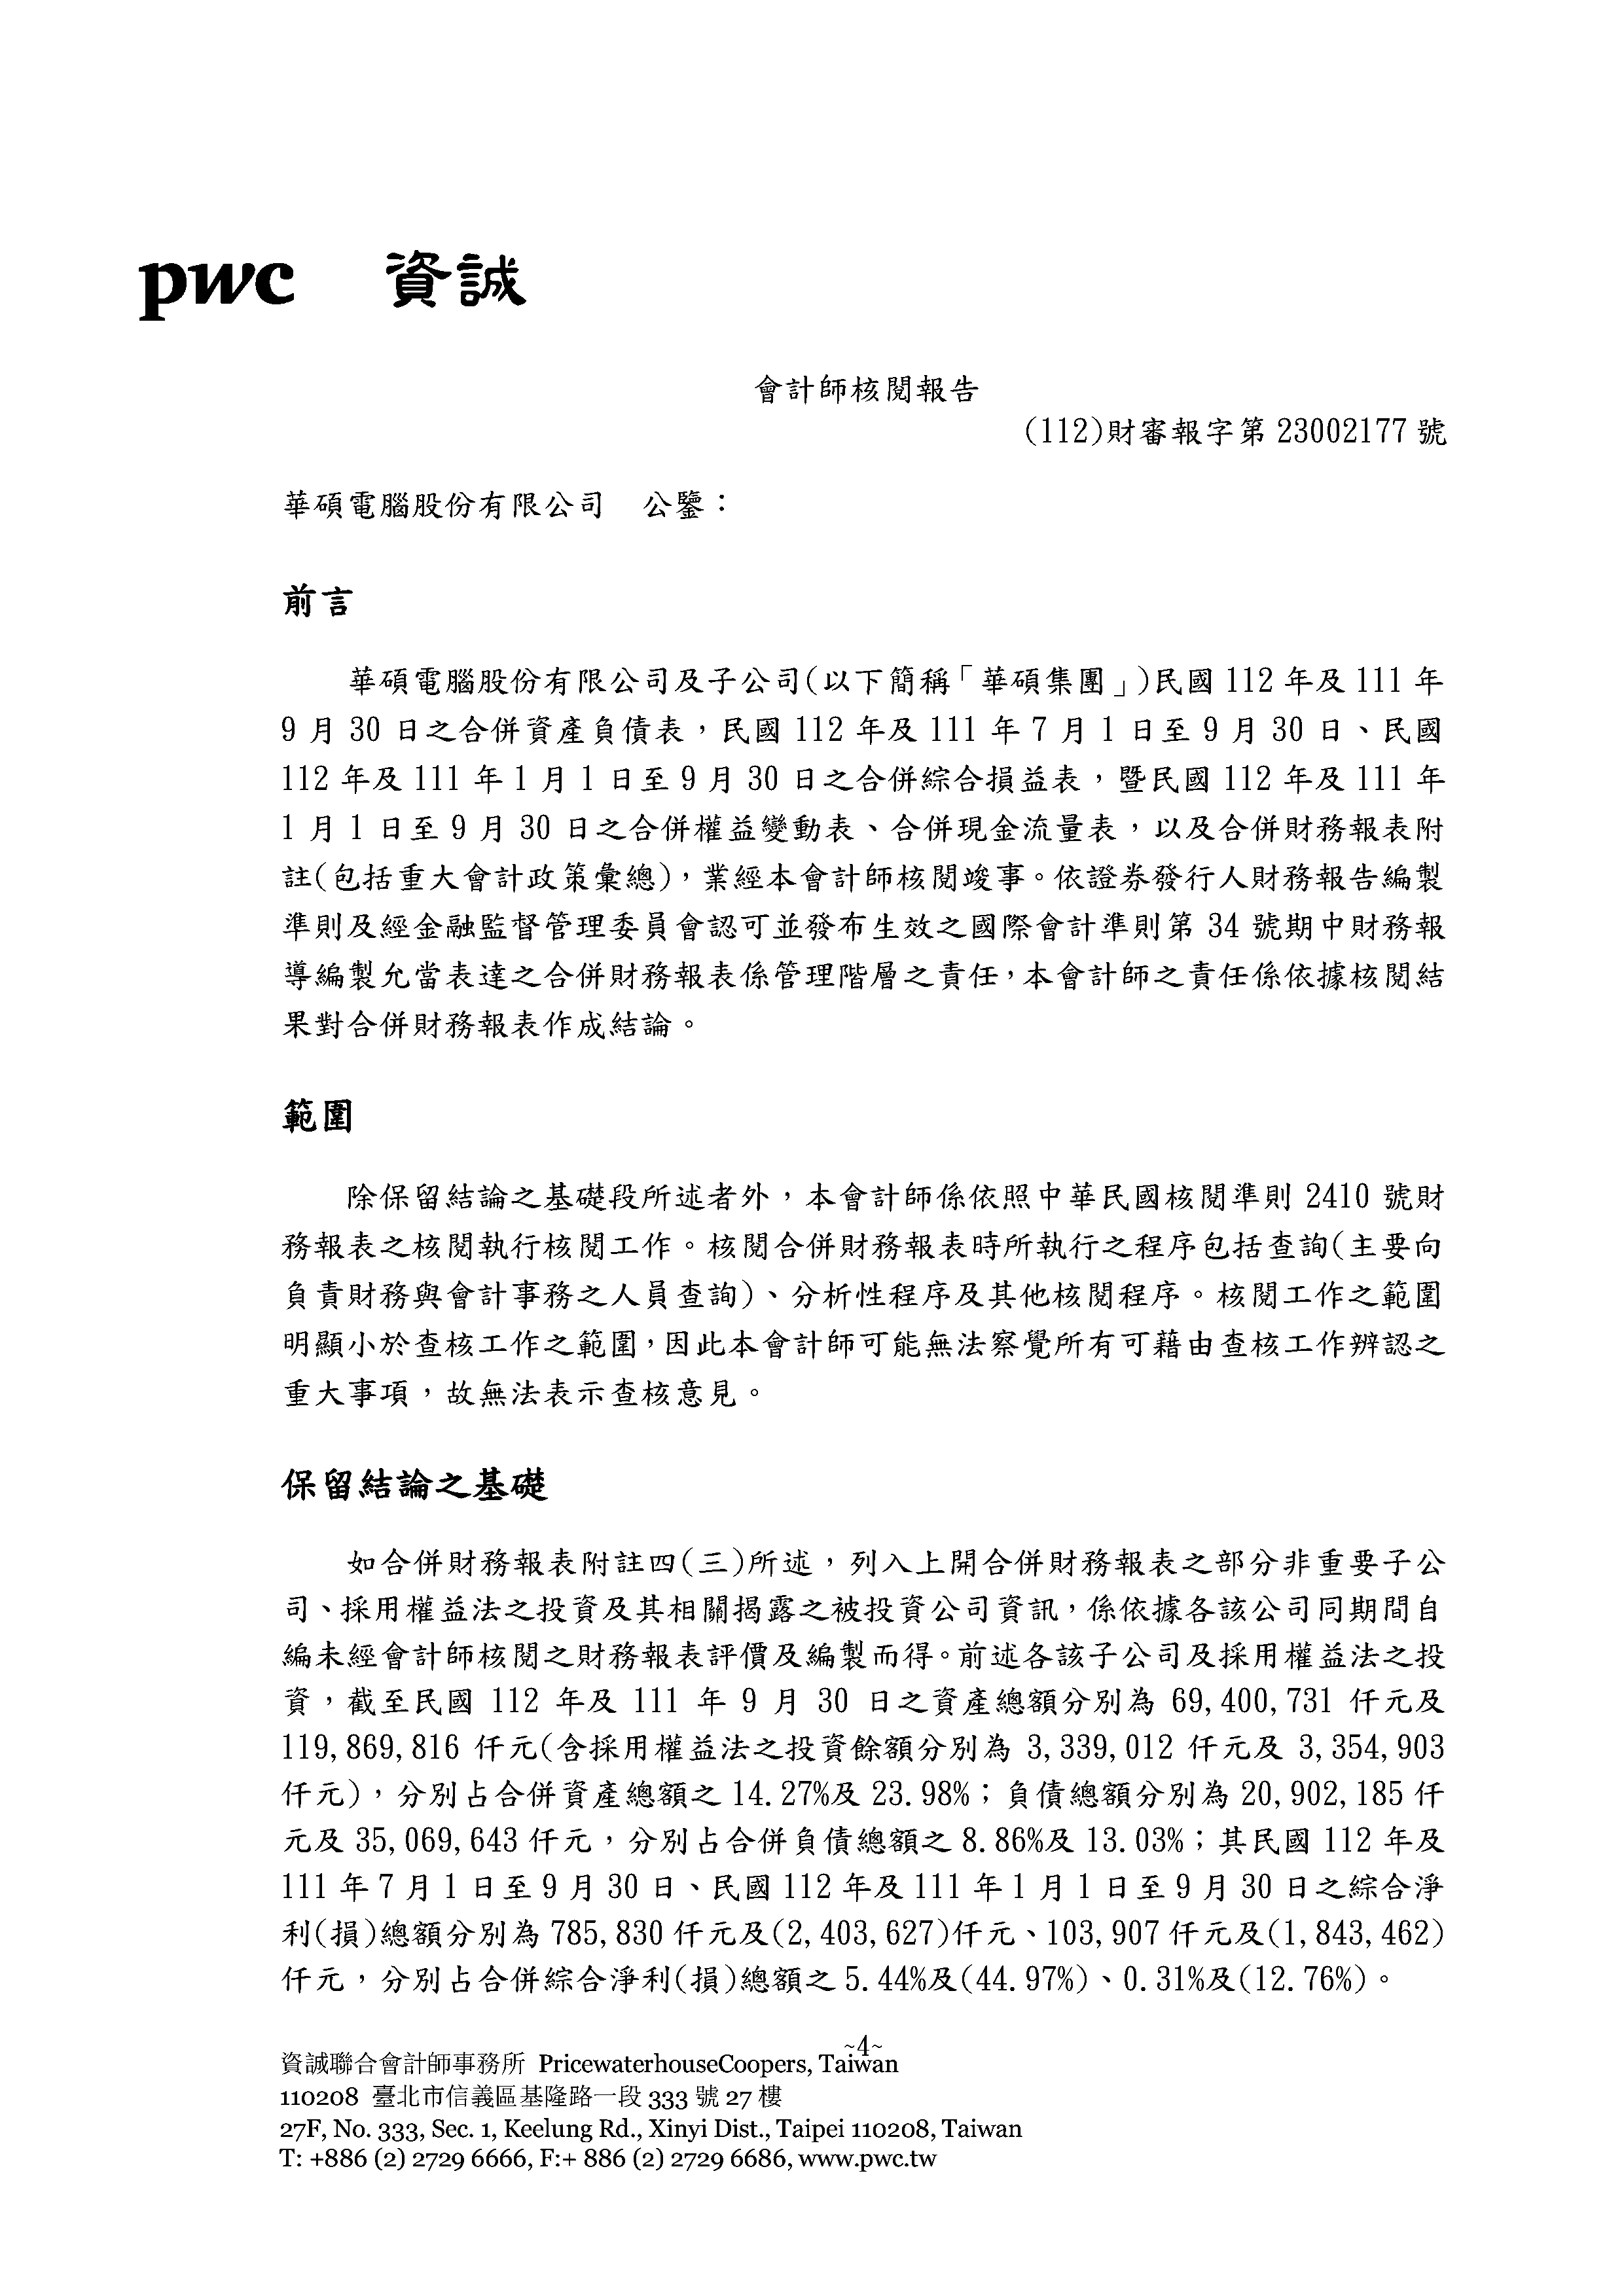 pwc 資誠
會計師核閱報告
(112)財審報字第 23002177 號
華碩電腦股份有限公司 公鑒：
前言
華碩電腦股份有限公司及子公司(以下簡稱「華碩集團」)民國 112 年及 111 年
9 月 30 日之合併資產負債表，民國 112 年及 111 年 7 月 1 日至 9 月 30 日、民國
112 年及 111 年 1 月 1 日至 9 月 30 日之合併綜合損益表，暨民國 112 年及 111 年
1 月 1 日至 9 月 30 日之合併權益變動表、合併現金流量表，以及合併財務報表附
註(包括重大會計政策彙總)，業經本會計師核閱竣事。依證券發行人財務報告編製
準則及經金融監督管理委員會認可並發布生效之國際會計準則第 34 號期中財務報
導編製允當表達之合併財務報表係管理階層之責任，本會計師之責任係依據核閱結
果對合併財務報表作成結論。
範圍
除保留結論之基礎段所述者外，本會計師係依照中華民國核閱準則 2410 號財
務報表之核閱執行核閱工作。核閱合併財務報表時所執行之程序包括查詢(主要向
負責財務與會計事務之人員查詢)、分析性程序及其他核閱程序。核閱工作之範圍
明顯小於查核工作之範圍，因此本會計師可能無法察覺所有可藉由查核工作辨認之
重大事項，故無法表示查核意見。
保留結論之基礎
如合併財務報表附註四(三)所述，列入上開合併財務報表之部分非重要子公
司、採用權益法之投資及其相關揭露之被投資公司資訊，係依據各該公司同期間自
編未經會計師核閱之財務報表評價及編製而得。前述各該子公司及採用權益法之投
資，截至民國 112 年及 111 年 9 月 30 日之資產總額分別為 69,400,731 仟元及
119,869,816 仟元(含採用權益法之投資餘額分別為 3,339,012 仟元及 3,354,903
仟元)，分別占合併資產總額之 14.27%及 23.98%；負債總額分別為 20,902,185 仟
元及 35,069,643 仟元，分別占合併負債總額之 8.86%及 13.03%；其民國 112 年及
111 年 7 月 1 日至 9 月 30 日、民國 112 年及 111 年 1 月 1 日至 9 月 30 日之綜合淨
利(損)總額分別為 785,830 仟元及(2,403,627)仟元、103,907 仟元及(1,843,462)
仟元，分別占合併綜合淨利(損)總額之 5.44%及(44.97%)、0.31%及(12.76%)。
~4~
資誠聯合會計師事務所 PricewaterhouseCoopers, Taiwan
110208 臺北市信義區基隆路一段 333 號 27 樓
27F, No. 333, Sec. 1, Keelung Rd., Xinyi Dist., Taipei 110208, Taiwan
T: +886 (2) 2729 6666, F:+ 886 (2) 2729 6686, www.pwc.tw